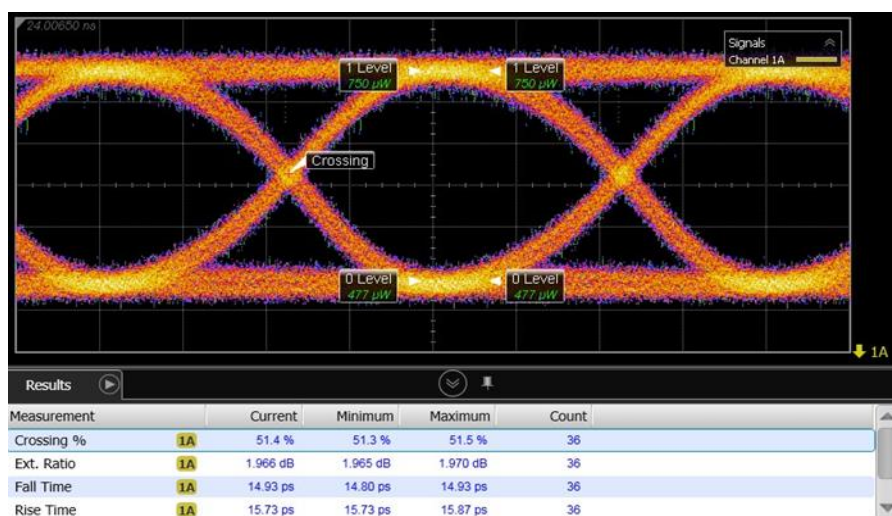 24.00650 ns
Signals
Channel 1A
1 Level
750 µW
1 Level
750 µW
Crossing
0 Level
477 µW
0 Level
477 µW
1A
Results
Measurement Current Minimum Maximum Count
Crossing % 1A 51.4 % 51.3 % 51.5 % 36
Ext. Ratio 1A 1.966 dB 1.965 dB 1.970 dB 36
Fall Time 1A 14.93 ps 14.80 ps 14.93 ps 36
Rise Time 1A 15.73 ps 15.73 ps 15.87 ps 36